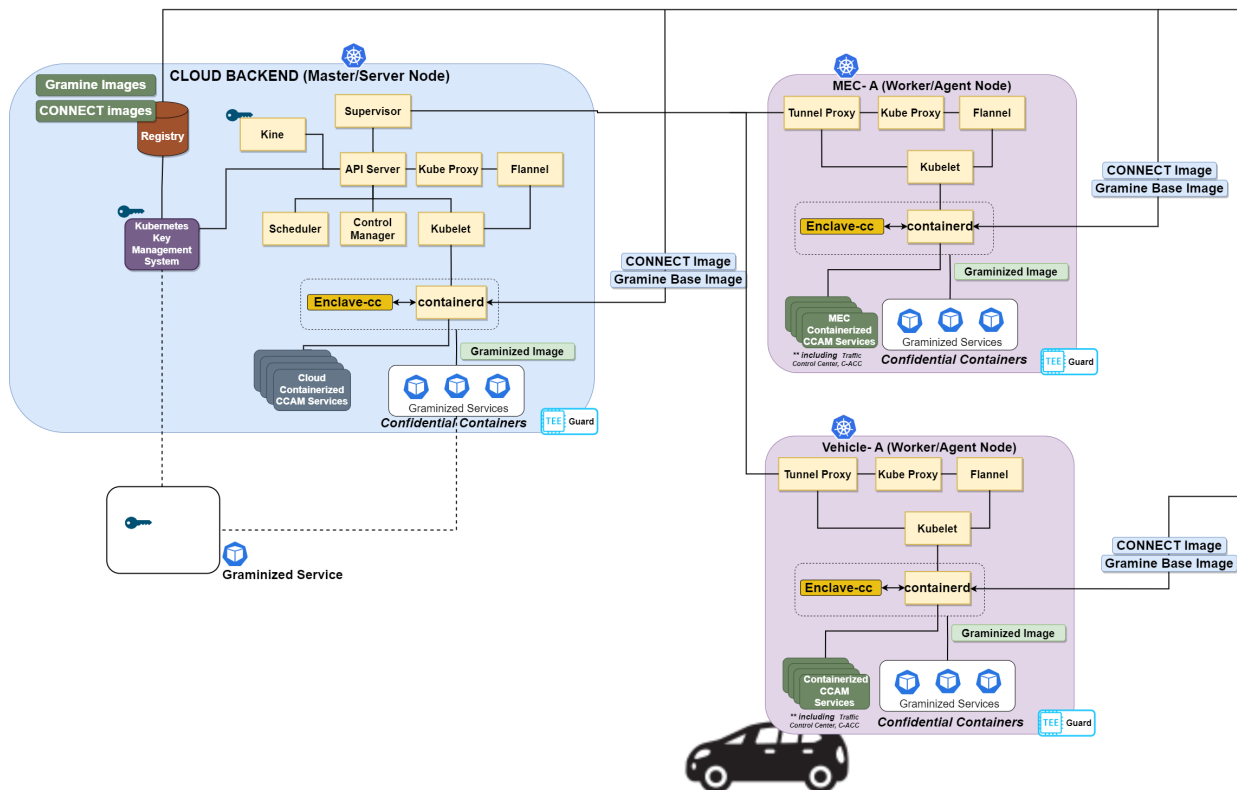 CLOUD BACKEND (Master/Server Node)
Gramine Images
CONNECT images
Registry
Kine
Supervisor
API Server
Kube Proxy
Flannel
Kubernetes
Key
Management
System
Scheduler
Control
Manager
Kubelet
CONNECT Image
Gramine Base Image
Enclave-cc
containerd
Graminized Image
Cloud
Containerized
CCAM Services
Graminized Services
Confidential Containers
TEE Guard
Graminized Service
MEC- A (Worker/Agent Node)
Tunnel Proxy
Kube Proxy
Flannel
Kubelet
CONNECT Image
Gramine Base Image
Enclave-cc
containerd
Graminized Image
MEC
Containerized
CCAM Services
** including Traffic
Control Center, C-ACC
Graminized Services
Confidential Containers
TEE Guard
Vehicle- A (Worker/Agent Node)
Tunnel Proxy
Kube Proxy
Flannel
Kubelet
CONNECT Image
Gramine Base Image
Enclave-cc
containerd
Graminized Image
Containerized
CCAM
Services
** including Traffic
Control Center, C-ACC
Graminized Services
Confidential Containers
TEE Guard